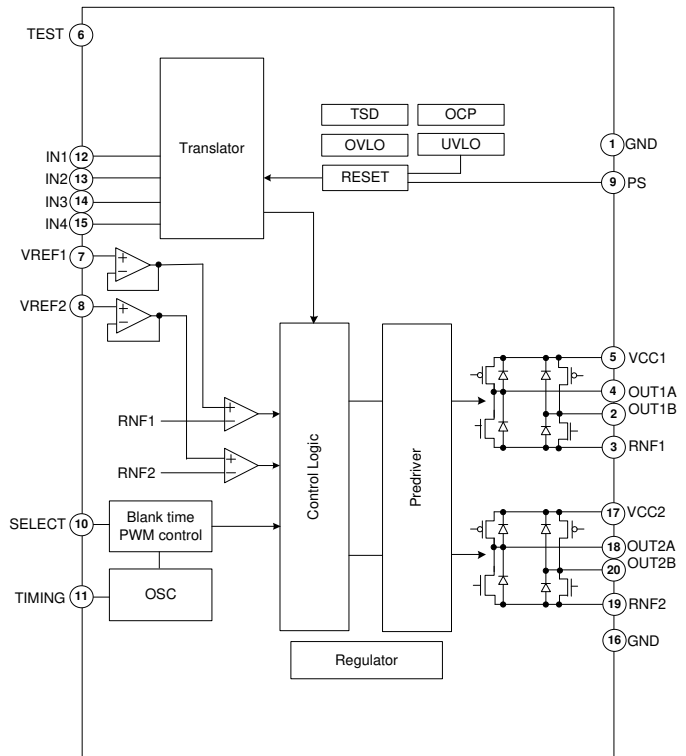 TEST 6
TSD
OCP
Translator
OVLO
UVLO
1 GND
IN1 12
RESET
9 PS
IN2 13
IN3 14
IN4 15
VREF1 7
+
−
VREF2 8
+
−
5 VCC1
4 OUT1A
2 OUT1B
RNF1
+
−
3 RNF1
RNF2
+
−
Control Logic
Predriver
SELECT 10
Blank time
PWM control
17 VCC2
18 OUT2A
20 OUT2B
TIMING 11
OSC
19 RNF2
16 GND
Regulator